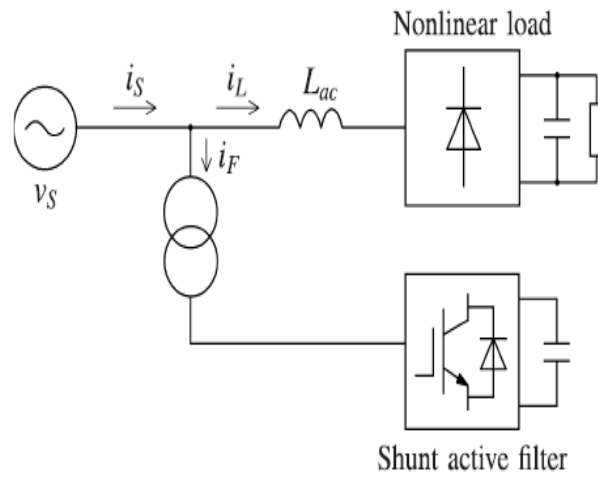 Nonlinear load
i_S
i_L
L_ac
i_F
v_S
Shunt active filter